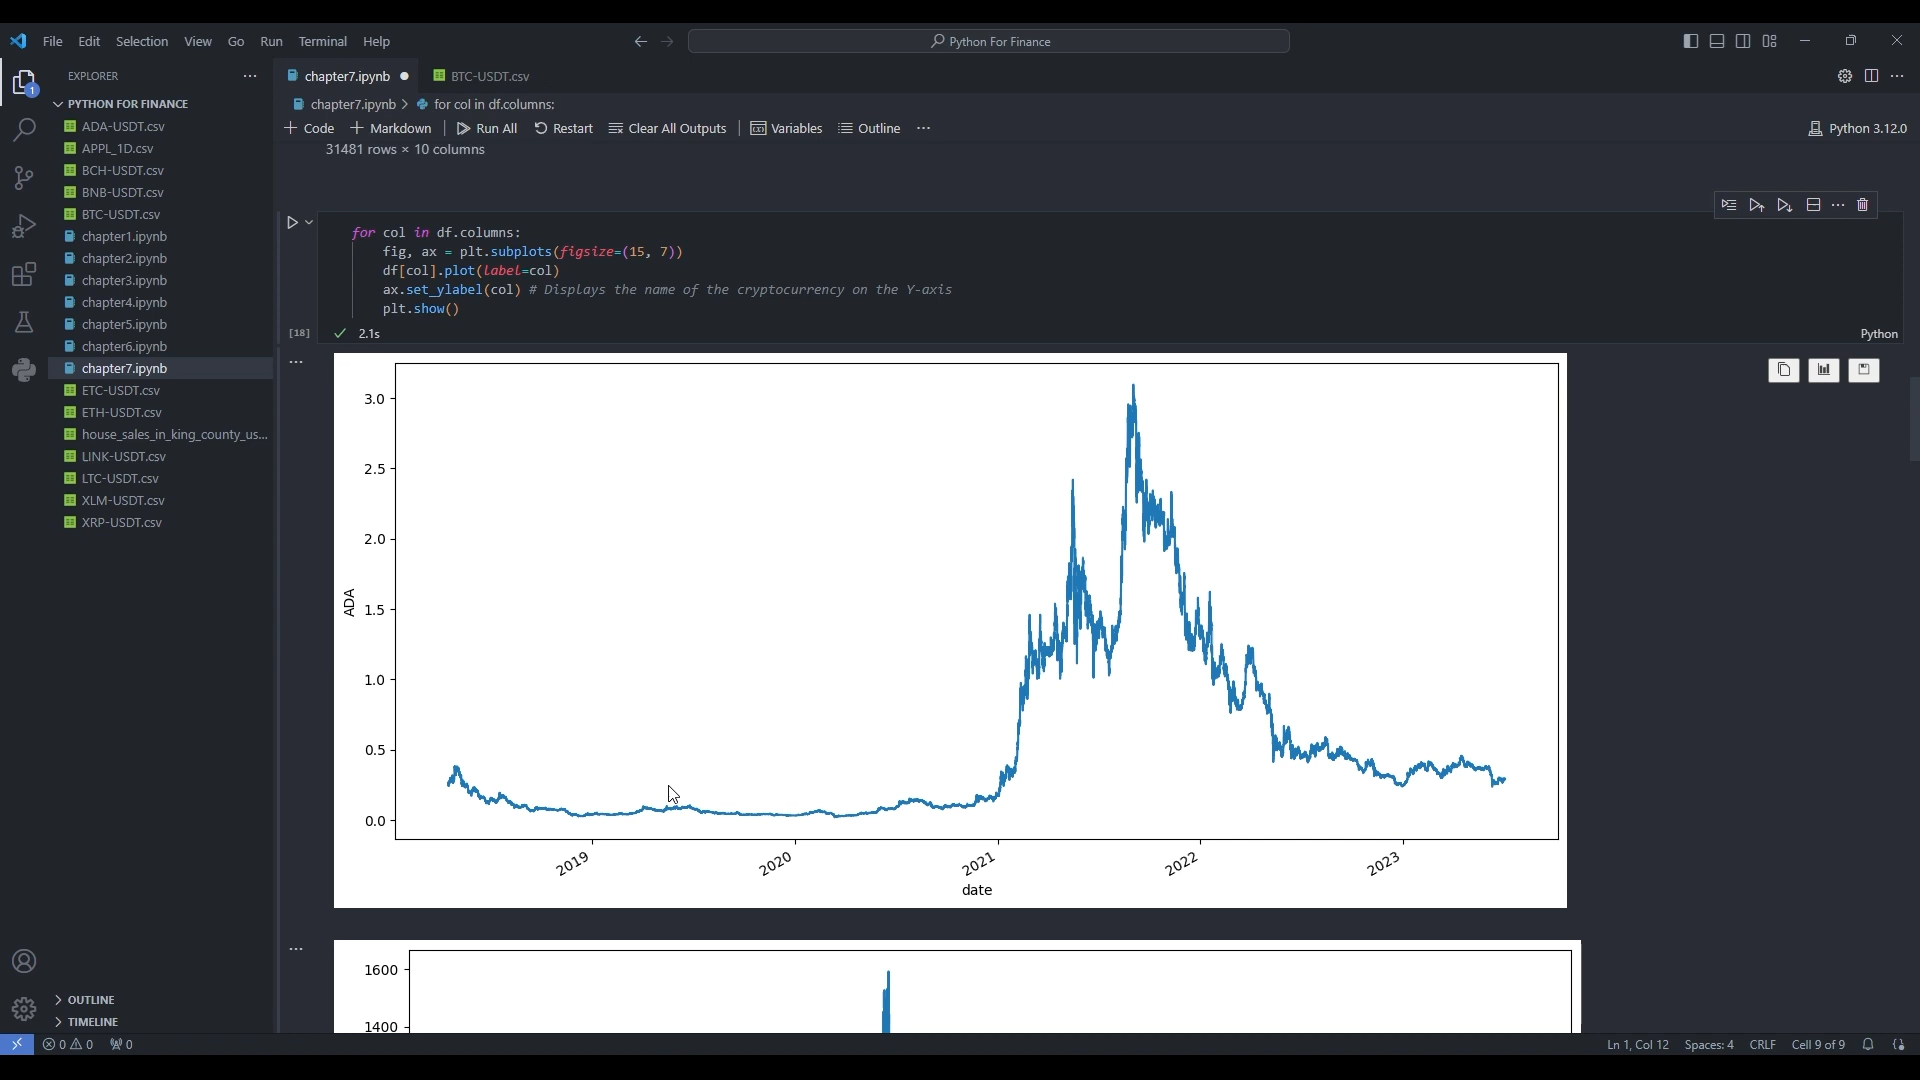 File Edit Selection View Go Run Terminal Help
Python For Finance
EXPLORER
chapter7.ipynb
BTC-USDT.csv
1
PYTHON FOR FINANCE
chapter7.ipynb > for col in df.columns:
Code Markdown Run All Restart Clear All Outputs Variables Outline
Python 3.12.0
ADA-USDT.csv
APPL_1D.csv
BCH-USDT.csv
BNB-USDT.csv
BTC-USDT.csv
chapter1.ipynb
chapter2.ipynb
chapter3.ipynb
chapter4.ipynb
chapter5.ipynb
chapter6.ipynb
chapter7.ipynb
ETC-USDT.csv
ETH-USDT.csv
house_sales_in_king_county_us...
LINK-USDT.csv
LTC-USDT.csv
XLM-USDT.csv
XRP-USDT.csv
OUTLINE
TIMELINE
31481 rows × 10 columns
for col in df.columns:
fig, ax = plt.subplots(figsize=(15, 7))
df[col].plot(label=col)
ax.set_ylabel(col) # Displays the name of the cryptocurrency on the Y-axis
plt.show()
[18] 2.1s
Python
3.0
2.5
2.0
1.5
1.0
0.5
0.0
ADA
2019 2020 2021 2022 2023
date
1600
1400
0 0 0
Ln 1, Col 12 Spaces: 4 CRLF Cell 9 of 9